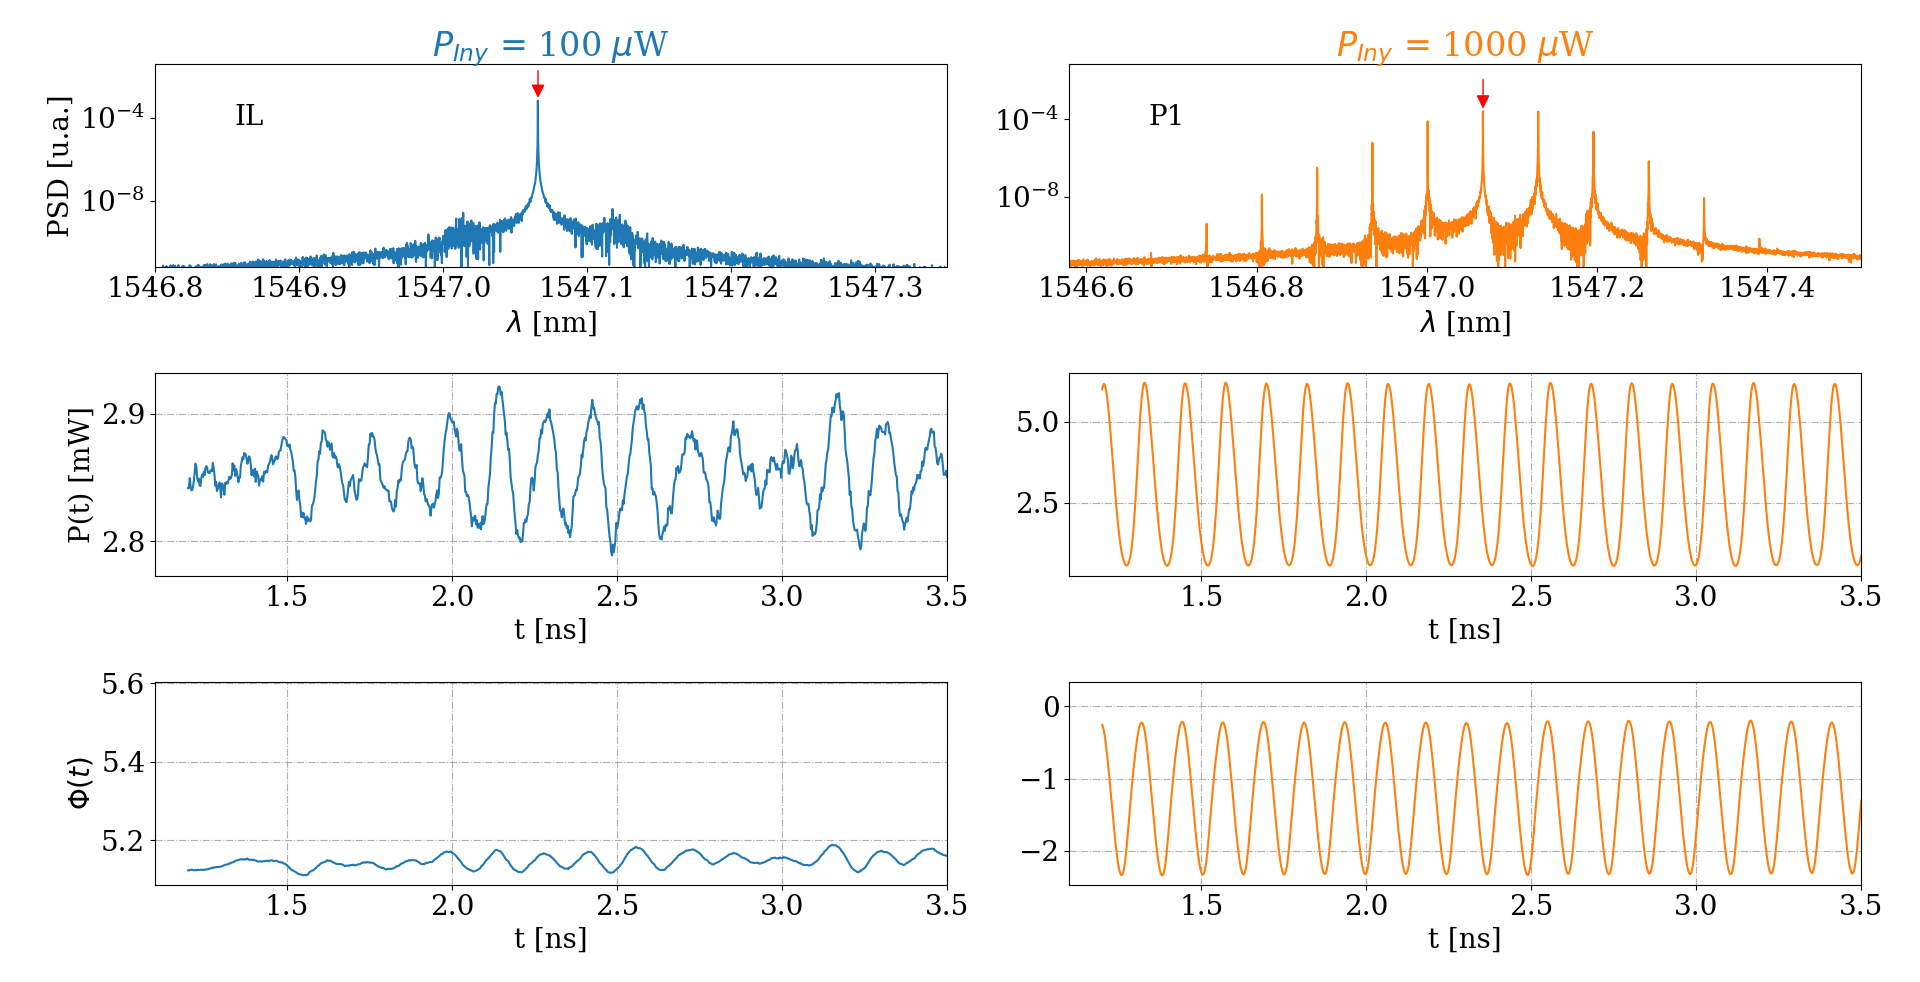 P_{Iny} = 100 μW
P_{Iny} = 1000 μW
PSD [u.a.]
10^{-4}
10^{-8}
IL
1546.8 1546.9 1547.0 1547.1 1547.2 1547.3
λ [nm]
10^{-4}
10^{-8}
P1
1546.6 1546.8 1547.0 1547.2 1547.4
λ [nm]
P(t) [mW]
2.9
2.8
1.5 2.0 2.5 3.0 3.5
t [ns]
5.0
2.5
1.5 2.0 2.5 3.0 3.5
t [ns]
Φ(t)
5.6
5.4
5.2
1.5 2.0 2.5 3.0 3.5
t [ns]
0
−1
−2
1.5 2.0 2.5 3.0 3.5
t [ns]